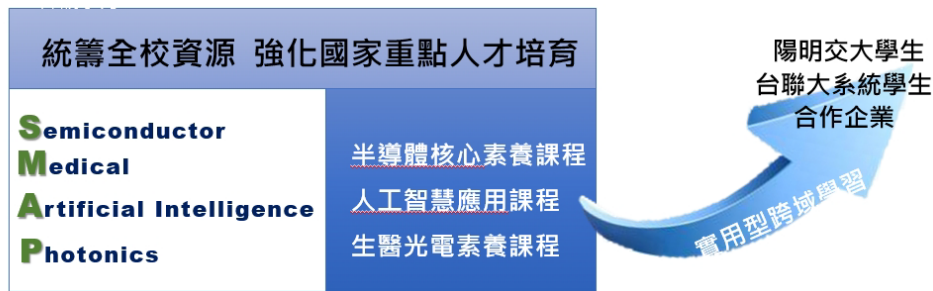 統籌全校資源 強化國家重點人才培育
Semiconductor
Medical
Artificial Intelligence
Photonics
半導體核心素養課程
人工智慧應用課程
生醫光電素養課程
陽明交大學生
台聯大系統學生
合作企業
實用型跨域學習